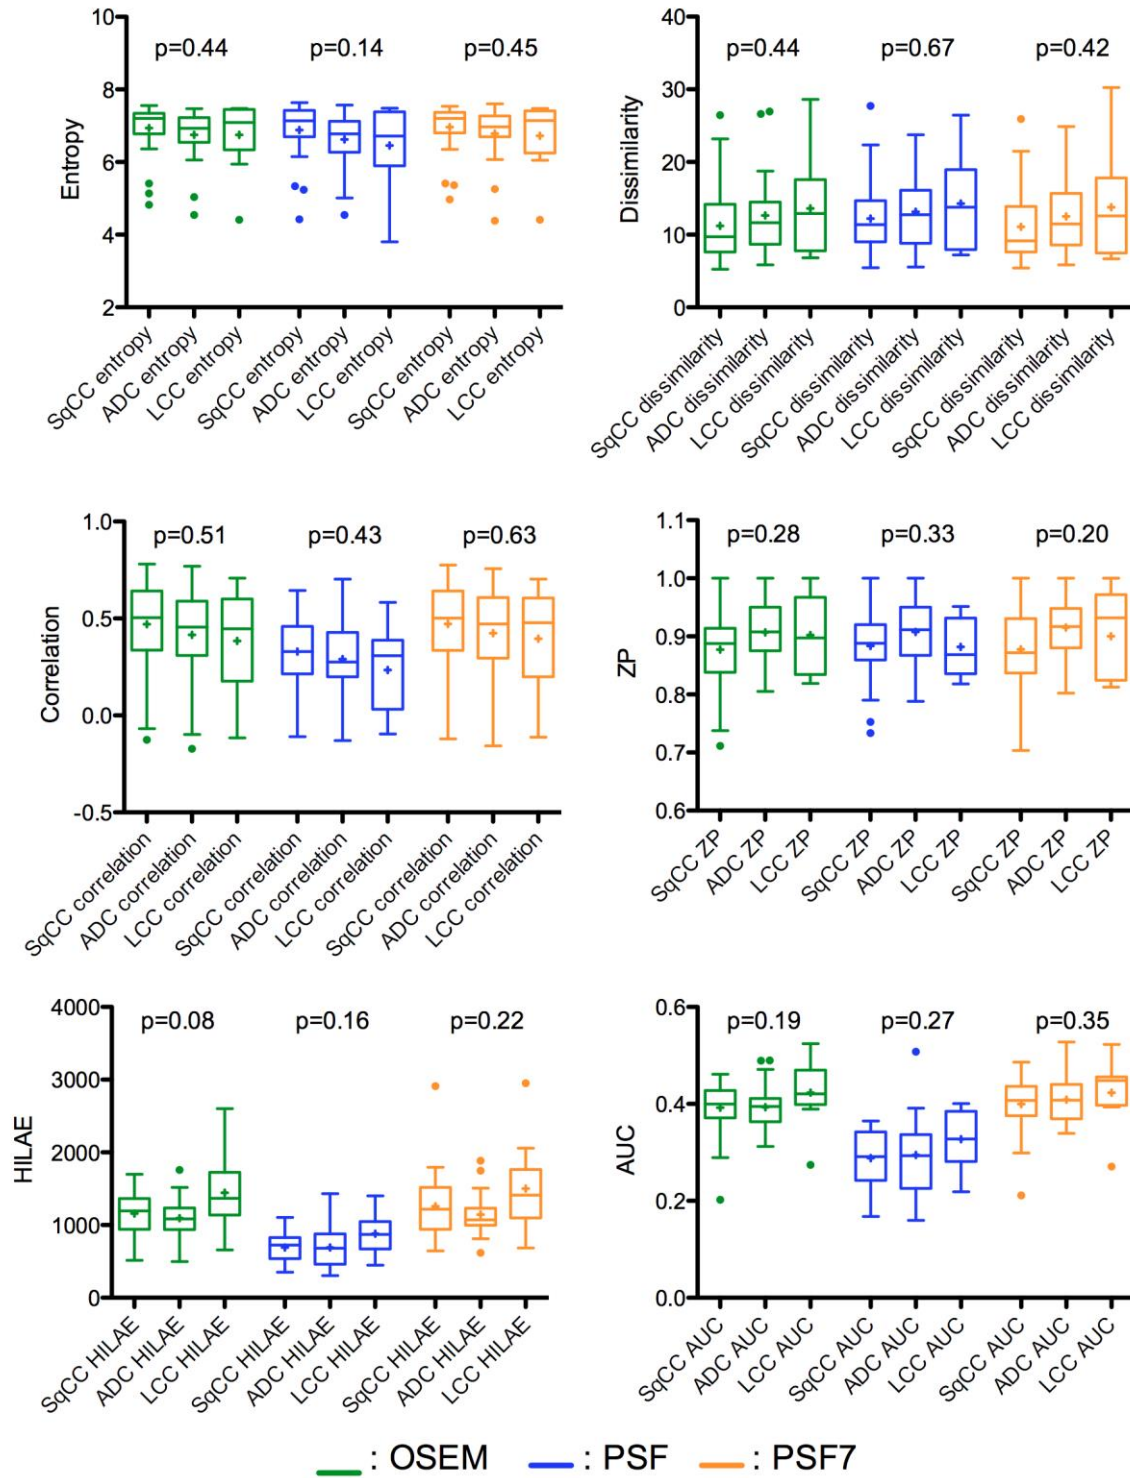 10
8
6
4
2
Entropy
p=0.44
p=0.14
p=0.45
SqCC entropy
ADC entropy
LCC entropy
SqCC entropy
ADC entropy
LCC entropy
SqCC entropy
ADC entropy
LCC entropy
40
30
20
10
0
Dissimilarity
p=0.44
p=0.67
p=0.42
SqCC dissimilarity
ADC dissimilarity
LCC dissimilarity
SqCC dissimilarity
ADC dissimilarity
LCC dissimilarity
SqCC dissimilarity
ADC dissimilarity
LCC dissimilarity
1.0
0.5
0.0
-0.5
Correlation
p=0.51
p=0.43
p=0.63
SqCC correlation
ADC correlation
LCC correlation
SqCC correlation
ADC correlation
LCC correlation
SqCC correlation
ADC correlation
LCC correlation
1.1
1.0
0.9
0.8
0.7
0.6
ZP
p=0.28
p=0.33
p=0.20
SqCC ZP
ADC ZP
LCC ZP
SqCC ZP
ADC ZP
LCC ZP
SqCC ZP
ADC ZP
LCC ZP
4000
3000
2000
1000
0
HILAE
p=0.08
p=0.16
p=0.22
SqCC HILAE
ADC HILAE
LCC HILAE
SqCC HILAE
ADC HILAE
LCC HILAE
SqCC HILAE
ADC HILAE
LCC HILAE
0.6
0.4
0.2
0.0
AUC
p=0.19
p=0.27
p=0.35
SqCC AUC
ADC AUC
LCC AUC
SqCC AUC
ADC AUC
LCC AUC
SqCC AUC
ADC AUC
LCC AUC
: OSEM : PSF : PSF7